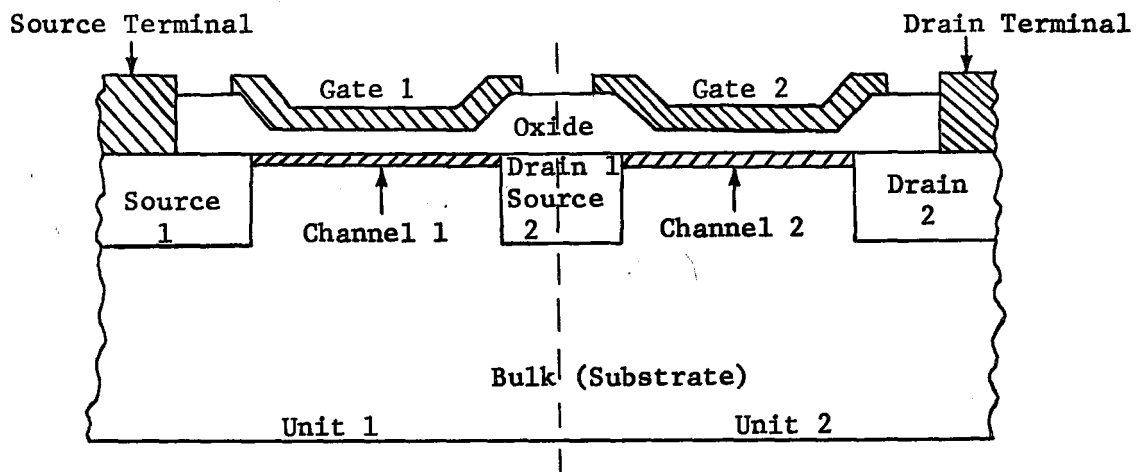 Source Terminal
Drain Terminal
Gate 1
Gate 2
Oxide
Source
1
Drain 1
Source
2
Drain
2
Channel 1
Channel 2
Bulk (Substrate)
Unit 1
Unit 2